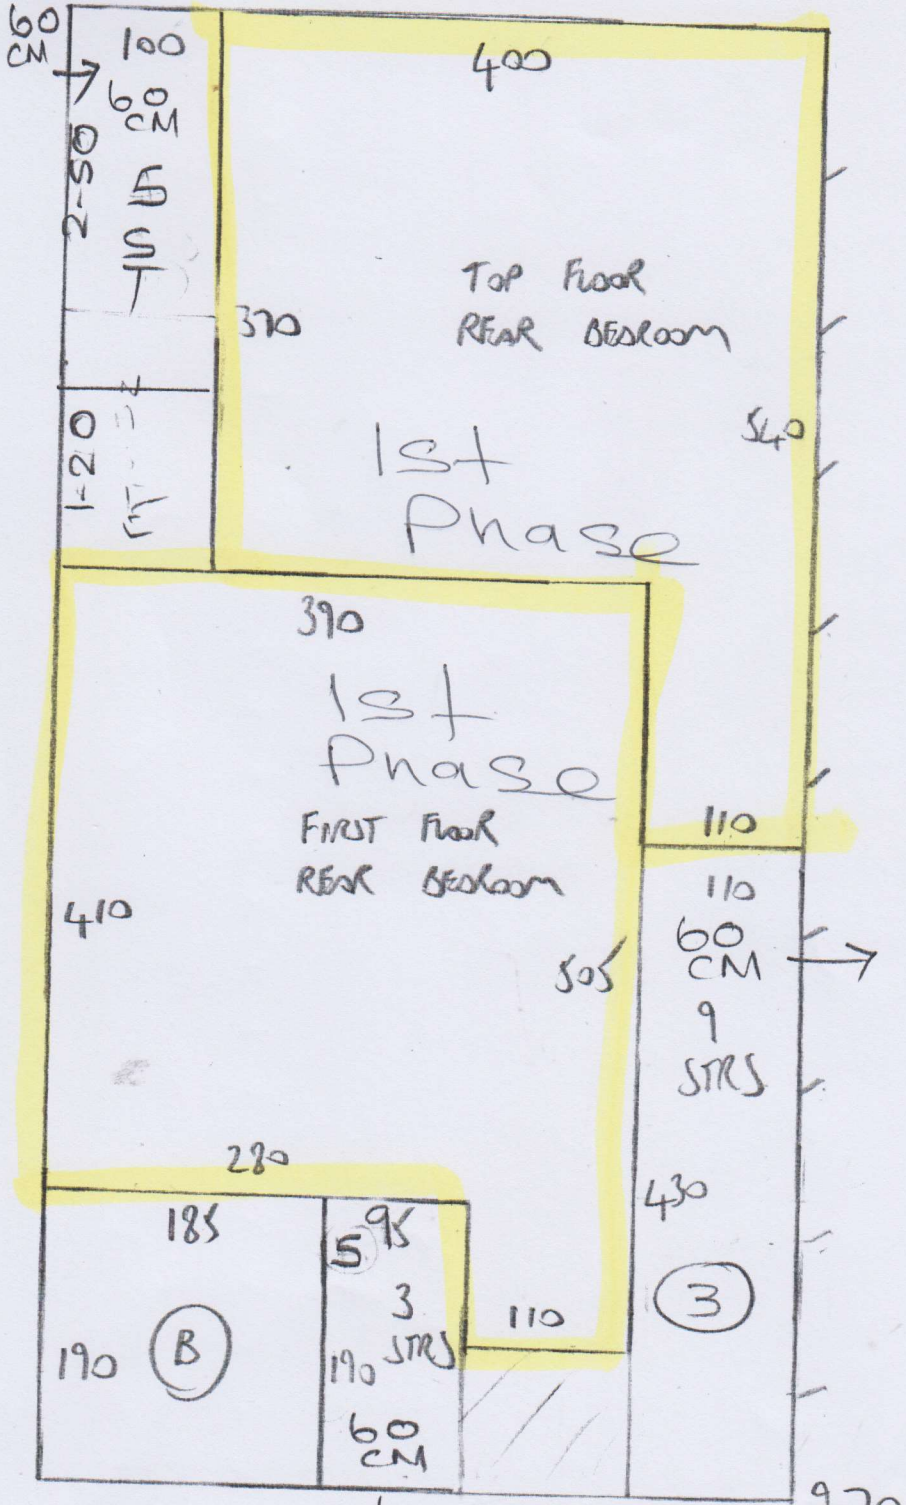 60
CM
100
60
CM
5
S
T
2-50
1-20
400
TOP FLOOR
REAR BEDROOM
370
540
1st
Phase
390
1st
Phase
FIRST FLOOR
REAR BEDROOM
410
505
110
110
60
CM
9
STRS
430
3
280
185
B
190
5
95
3
STRS
190
60
CM
110